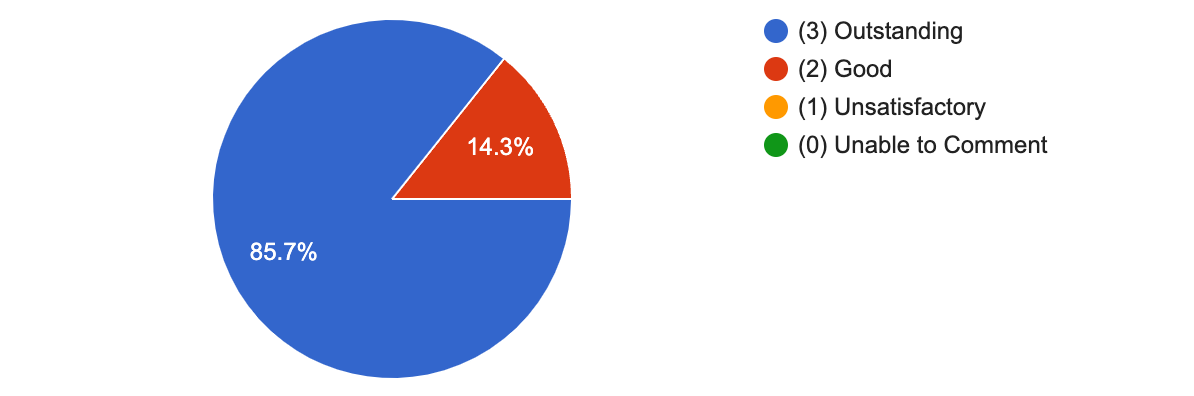 14.3%
85.7%
(3) Outstanding
(2) Good
(1) Unsatisfactory
(0) Unable to Comment